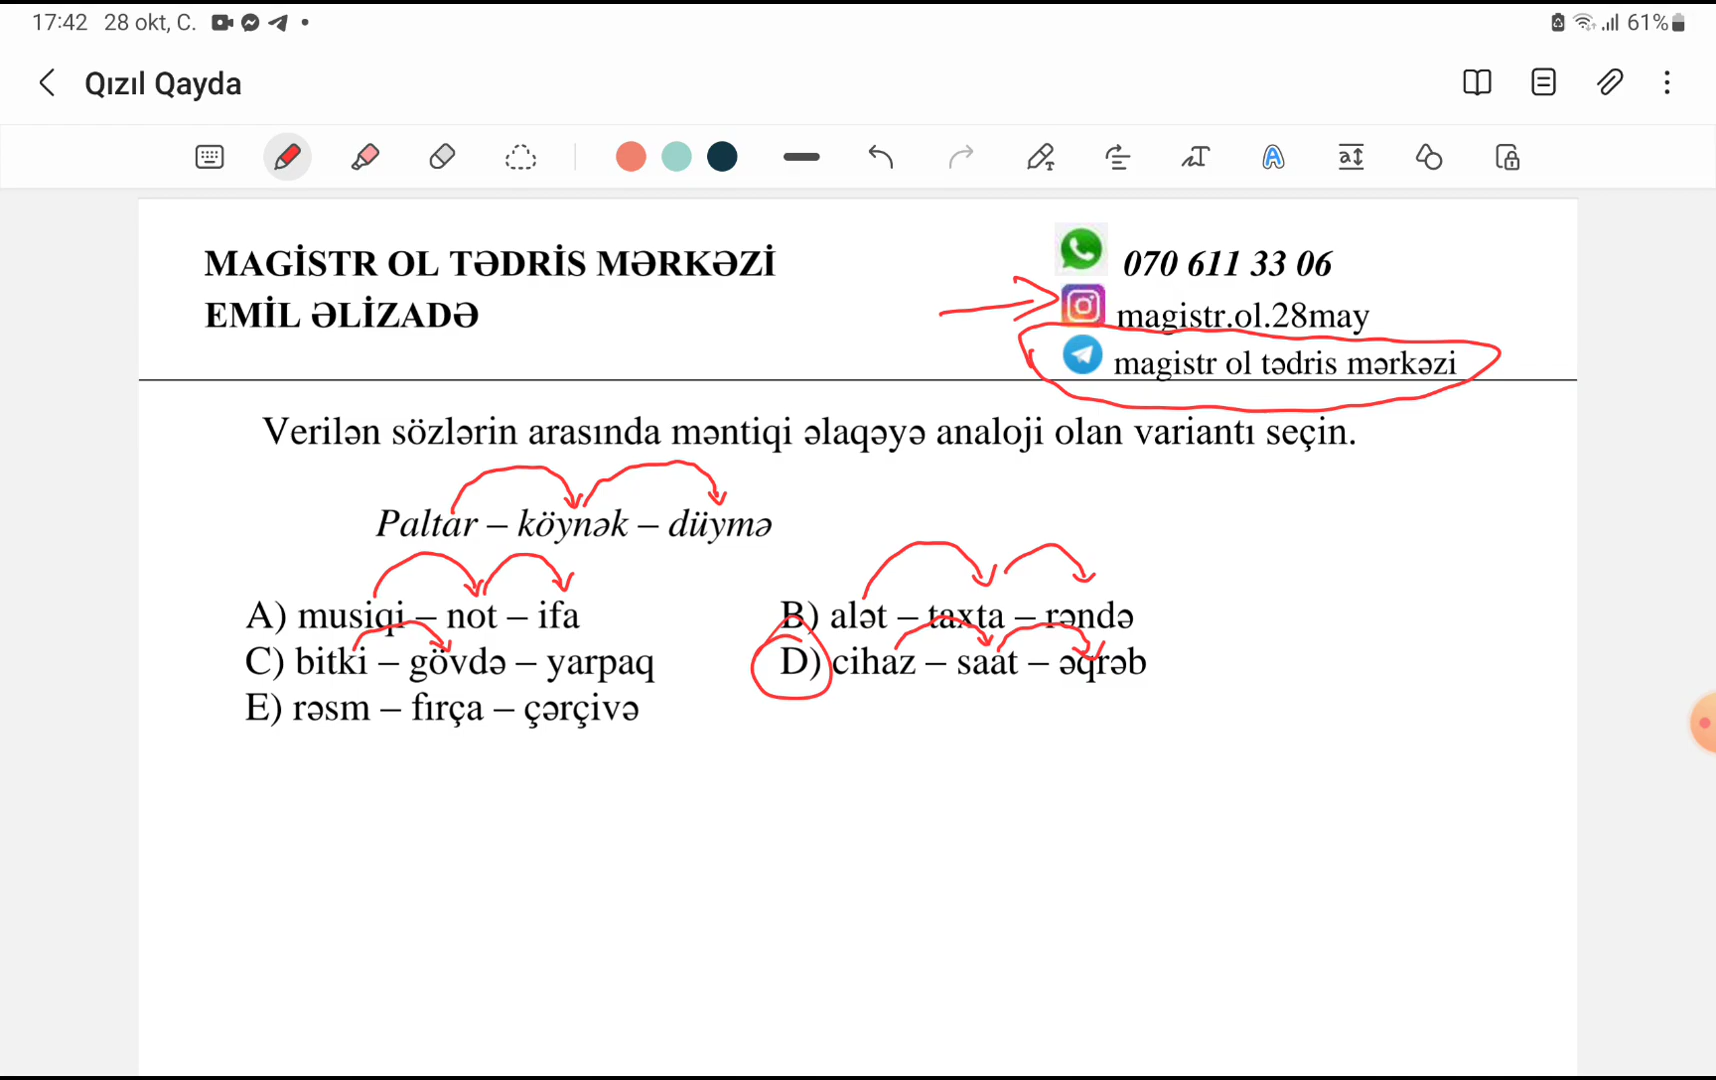 17:42 28 okt, C. 61%
Qızıl Qayda
MAGİSTR OL TƏDRİS MƏRKƏZİ
EMİL ƏLİZADƏ
070 611 33 06
magistr.ol.28may
magistr ol tədris mərkəzi
Verilən sözlərin arasında məntiqi əlaqəyə analoji olan variantı seçin.
Paltar – köynək – düymə
A) musiqi – not – ifa B) alət – taxta – rəndə
C) bitki – gövdə – yarpaq D) cihaz – saat – əqrəb
E) rəsm – fırça – çərçivə